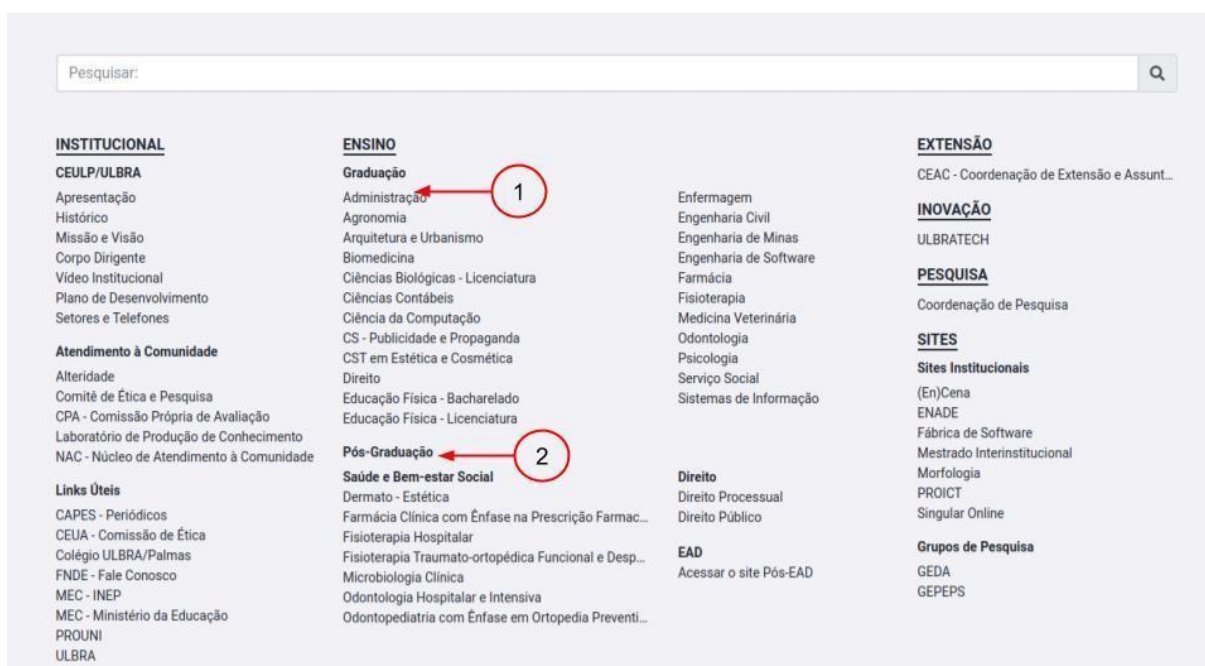 Pesquisar:
INSTITUCIONAL
CEULP/ULBRA
Apresentação
Histórico
Missão e Visão
Corpo Dirigente
Vídeo Institucional
Plano de Desenvolvimento
Setores e Telefones
Atendimento à Comunidade
Alteridade
Comitê de Ética e Pesquisa
CPA - Comissão Própria de Avaliação
Laboratório de Produção de Conhecimento
NAC - Núcleo de Atendimento à Comunidade
Links Úteis
CAPES - Periódicos
CEUA - Comissão de Ética
Colégio ULBRA/Palmas
FNDE - Fale Conosco
MEC - INEP
MEC - Ministério da Educação
PROUNI
ULBRA
ENSINO
Graduação
Administração
1
Agronomia
Arquitetura e Urbanismo
Biomedicina
Ciências Biológicas - Licenciatura
Ciências Contábeis
Ciência da Computação
CS - Publicidade e Propaganda
CST em Estética e Cosmética
Direito
Educação Física - Bacharelado
Educação Física - Licenciatura
Enfermagem
Engenharia Civil
Engenharia de Minas
Engenharia de Software
Farmácia
Fisioterapia
Medicina Veterinária
Odontologia
Psicologia
Serviço Social
Sistemas de Informação
Pós-Graduação
2
Saúde e Bem-estar Social
Dermato - Estética
Farmácia Clínica com Ênfase na Prescrição Farmac...
Fisioterapia Hospitalar
Fisioterapia Traumato-ortopédica Funcional e Desp...
Microbiologia Clínica
Odontologia Hospitalar e Intensiva
Odontopediatria com Ênfase em Ortopedia Preventi...
Direito
Direito Processual
Direito Público
EAD
Acessar o site Pós-EAD
EXTENSÃO
CEAC - Coordenação de Extensão e Assunt...
INOVAÇÃO
ULBRATECH
PESQUISA
Coordenação de Pesquisa
SITES
Sites Institucionais
(En)Cena
ENADE
Fábrica de Software
Mestrado Interinstitucional
Morfologia
PROICT
Singular Online
Grupos de Pesquisa
GEDA
GEPEPS